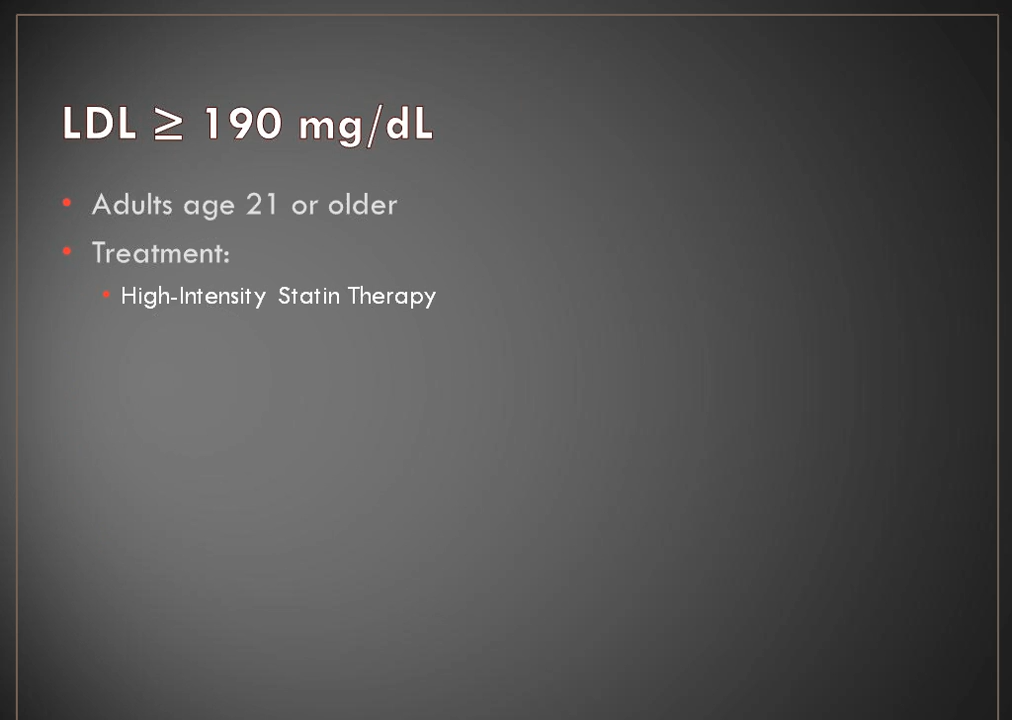 LDL ≥ 190 mg/dL
• Adults age 21 or older
• Treatment:
• High-Intensity Statin Therapy